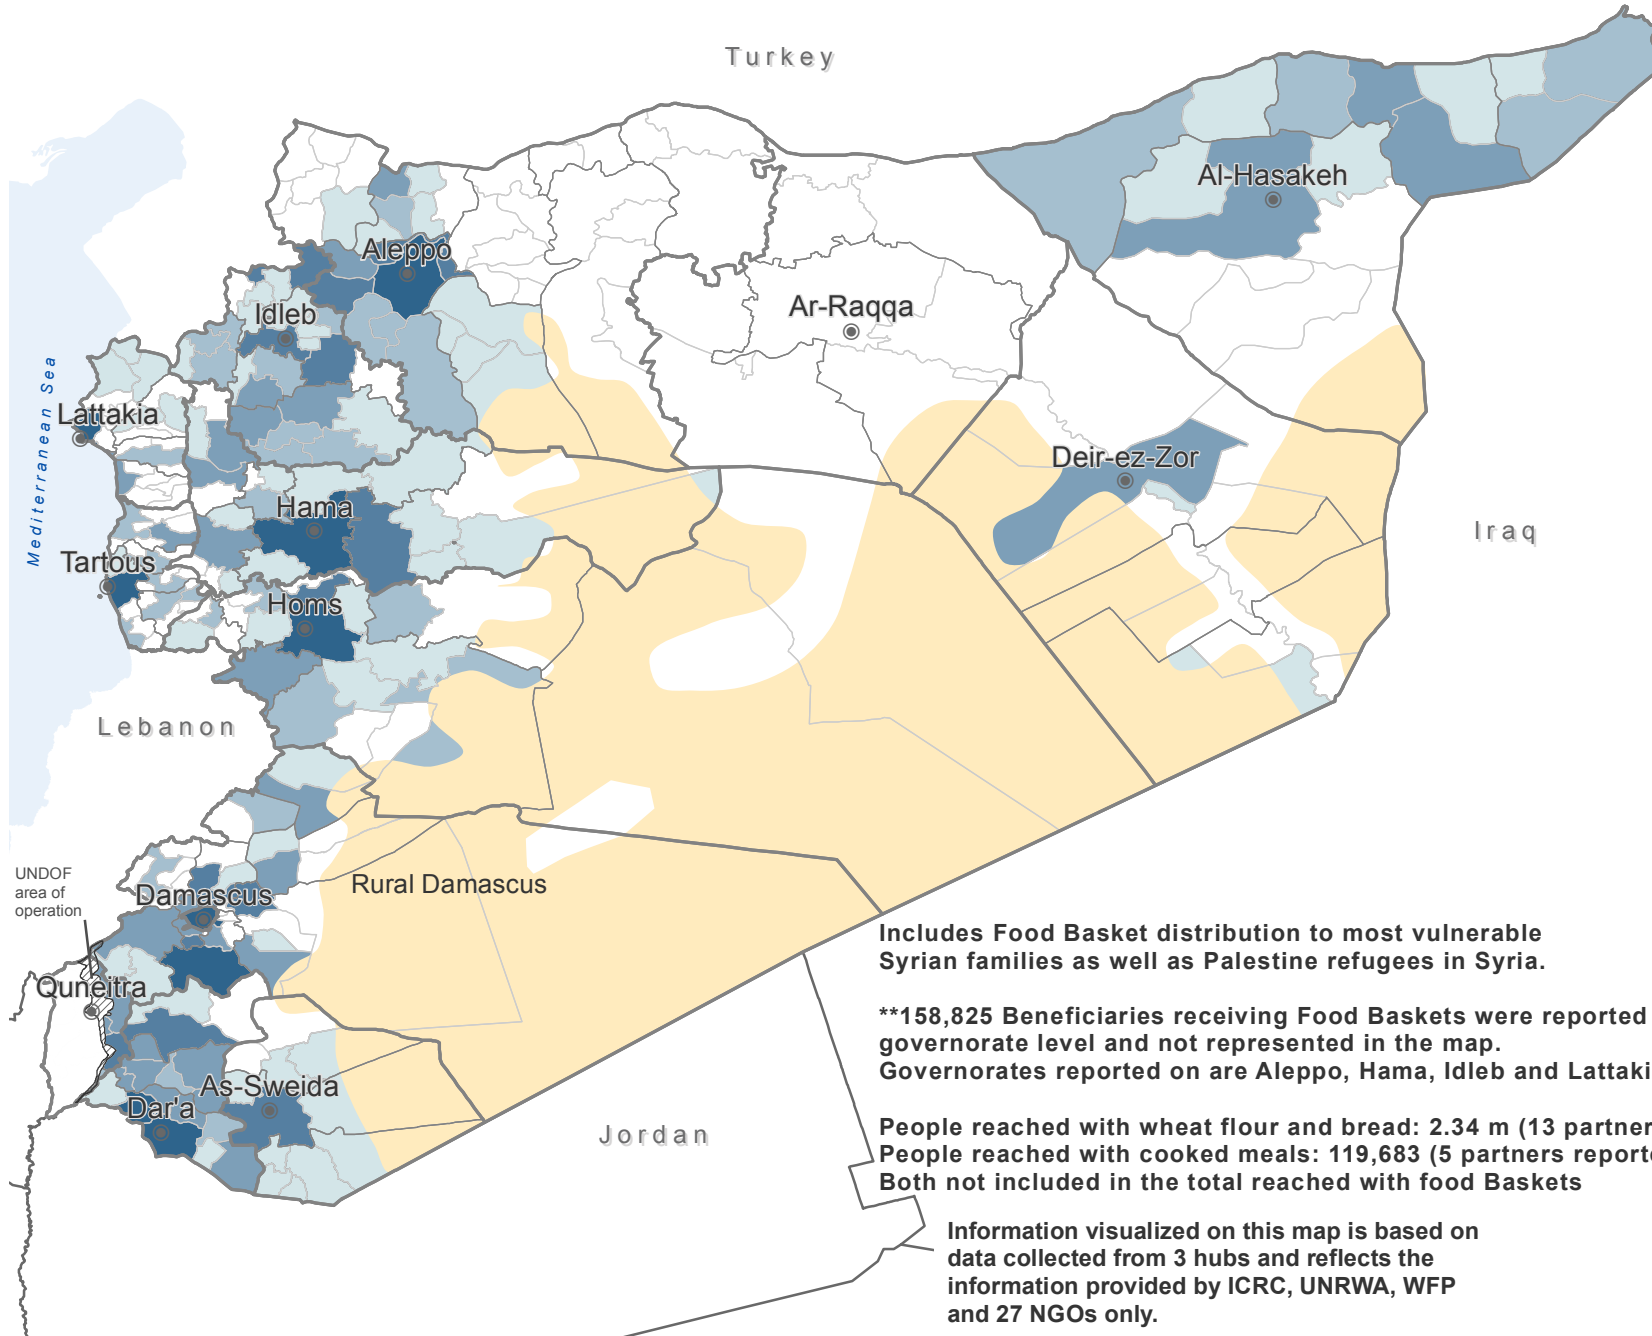 Turkey
Al-Hasakeh
Aleppo
Idleb
Ar-Raqqa
Mediterranean Sea
Lattakia
Deir-ez-Zor
Hama
Iraq
Tartous
Homs
Lebanon
UNDOF
area of
operation
Rural Damascus
Damascus
Quneitra
As-Sweida
Dar'a
Jordan
Includes Food Basket distribution to most vulnerable
Syrian families as well as Palestine refugees in Syria.
**158,825 Beneficiaries receiving Food Baskets were reported
governorate level and not represented in the map.
Governorates reported on are Aleppo, Hama, Idleb and Lattaki
People reached with wheat flour and bread: 2.34 m (13 partner
People reached with cooked meals: 119,683 (5 partners reporte
Both not included in the total reached with food Baskets
Information visualized on this map is based on
data collected from 3 hubs and reflects the
information provided by ICRC, UNRWA, WFP
and 27 NGOs only.